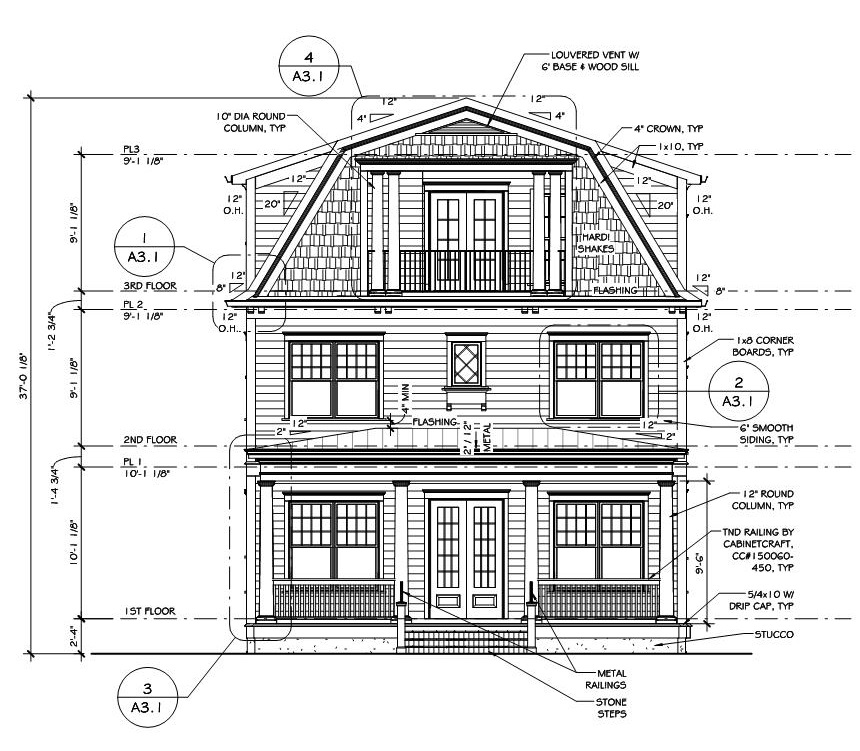 4
A3.1
LOUVERED VENT W/
6" BASE & WOOD SILL
12"
4"
12"
4"
10" DIA ROUND
COLUMN, TYP
4" CROWN, TYP
1x10, TYP
PL3
9'-1 1/8"
12"
12"
12"
O.H.
20"
20"
12"
O.H.
9'-1 1/8"
1
A3.1
HARDI
SHAKES
12"
8"
12"
8"
3RD FLOOR
FLASHING
PL 2
9'-1 1/8"
12"
O.H.
12"
O.H.
1'-2 3/4"
37'-0 1/8"
9'-1 1/8"
1x8 CORNER
BOARDS, TYP
2
A3.1
4" MIN
FLASHING
12"
2"
2" / 12"
METAL
12"
2"
6" SMOOTH
SIDING, TYP
2ND FLOOR
PL 1
10'-1 1/8"
1'-4 3/4"
12" ROUND
COLUMN, TYP
10'-1 1/8"
9'-6"
TND RAILING BY
CABINETCRAFT,
CC#150060-
450, TYP
5/4x10 W/
DRIP CAP, TYP
1ST FLOOR
2'-4"
STUCCO
3
A3.1
METAL
RAILINGS
STONE
STEPS